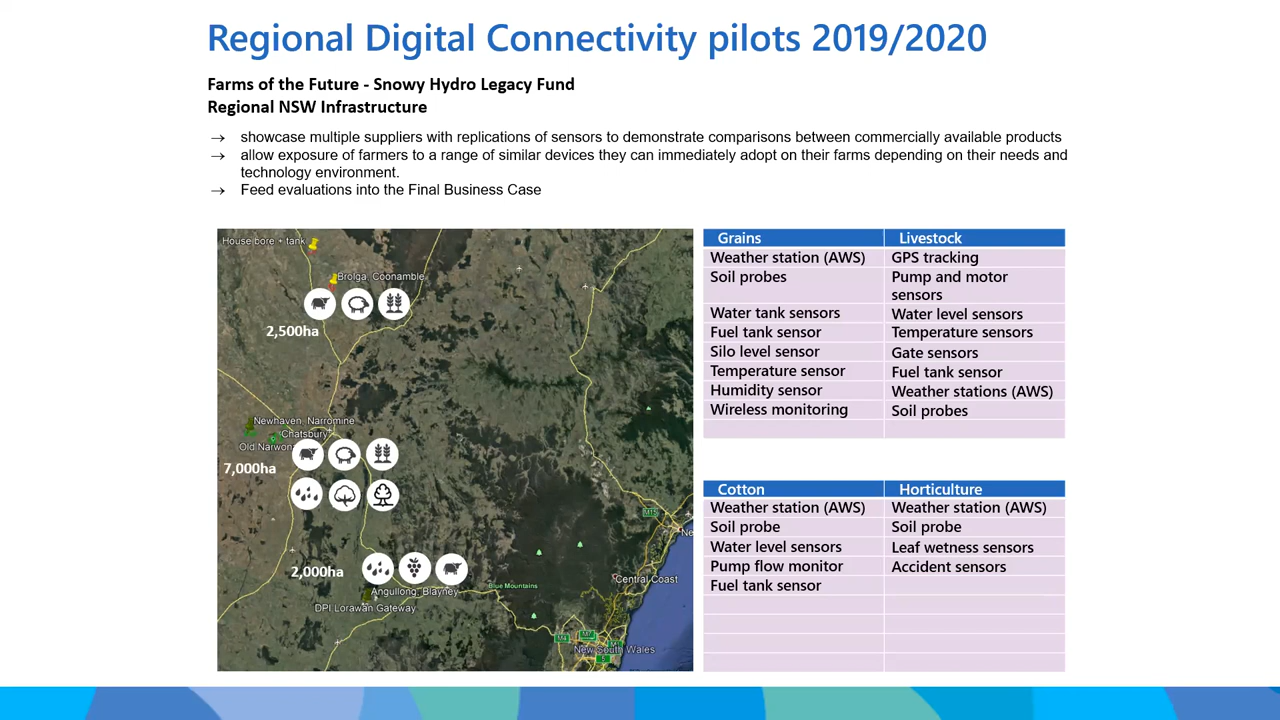 Regional Digital Connectivity pilots 2019/2020
Farms of the Future - Snowy Hydro Legacy Fund
Regional NSW Infrastructure
→ showcase multiple suppliers with replications of sensors to demonstrate comparisons between commercially available products
→ allow exposure of farmers to a range of similar devices they can immediately adopt on their farms depending on their needs and
technology environment.
→ Feed evaluations into the Final Business Case
House bore + tank
Brolga, Coonamble
2,500ha
Newhaven, Narromine
Chatsbury
Old Narwon
7,000ha
2,000ha
Angullong, Blayney
DPI Lorawan Gateway
Blue Mountains
Central Coast
Ne
M15
M4
M7
New South Wales
5
Grains Livestock
Weather station (AWS) GPS tracking
Soil probes Pump and motor
sensors
Water tank sensors Water level sensors
Fuel tank sensor Temperature sensors
Silo level sensor Gate sensors
Temperature sensor Fuel tank sensor
Humidity sensor Weather stations (AWS)
Wireless monitoring Soil probes
Cotton Horticulture
Weather station (AWS) Weather station (AWS)
Soil probe Soil probe
Water level sensors Leaf wetness sensors
Pump flow monitor Accident sensors
Fuel tank sensor